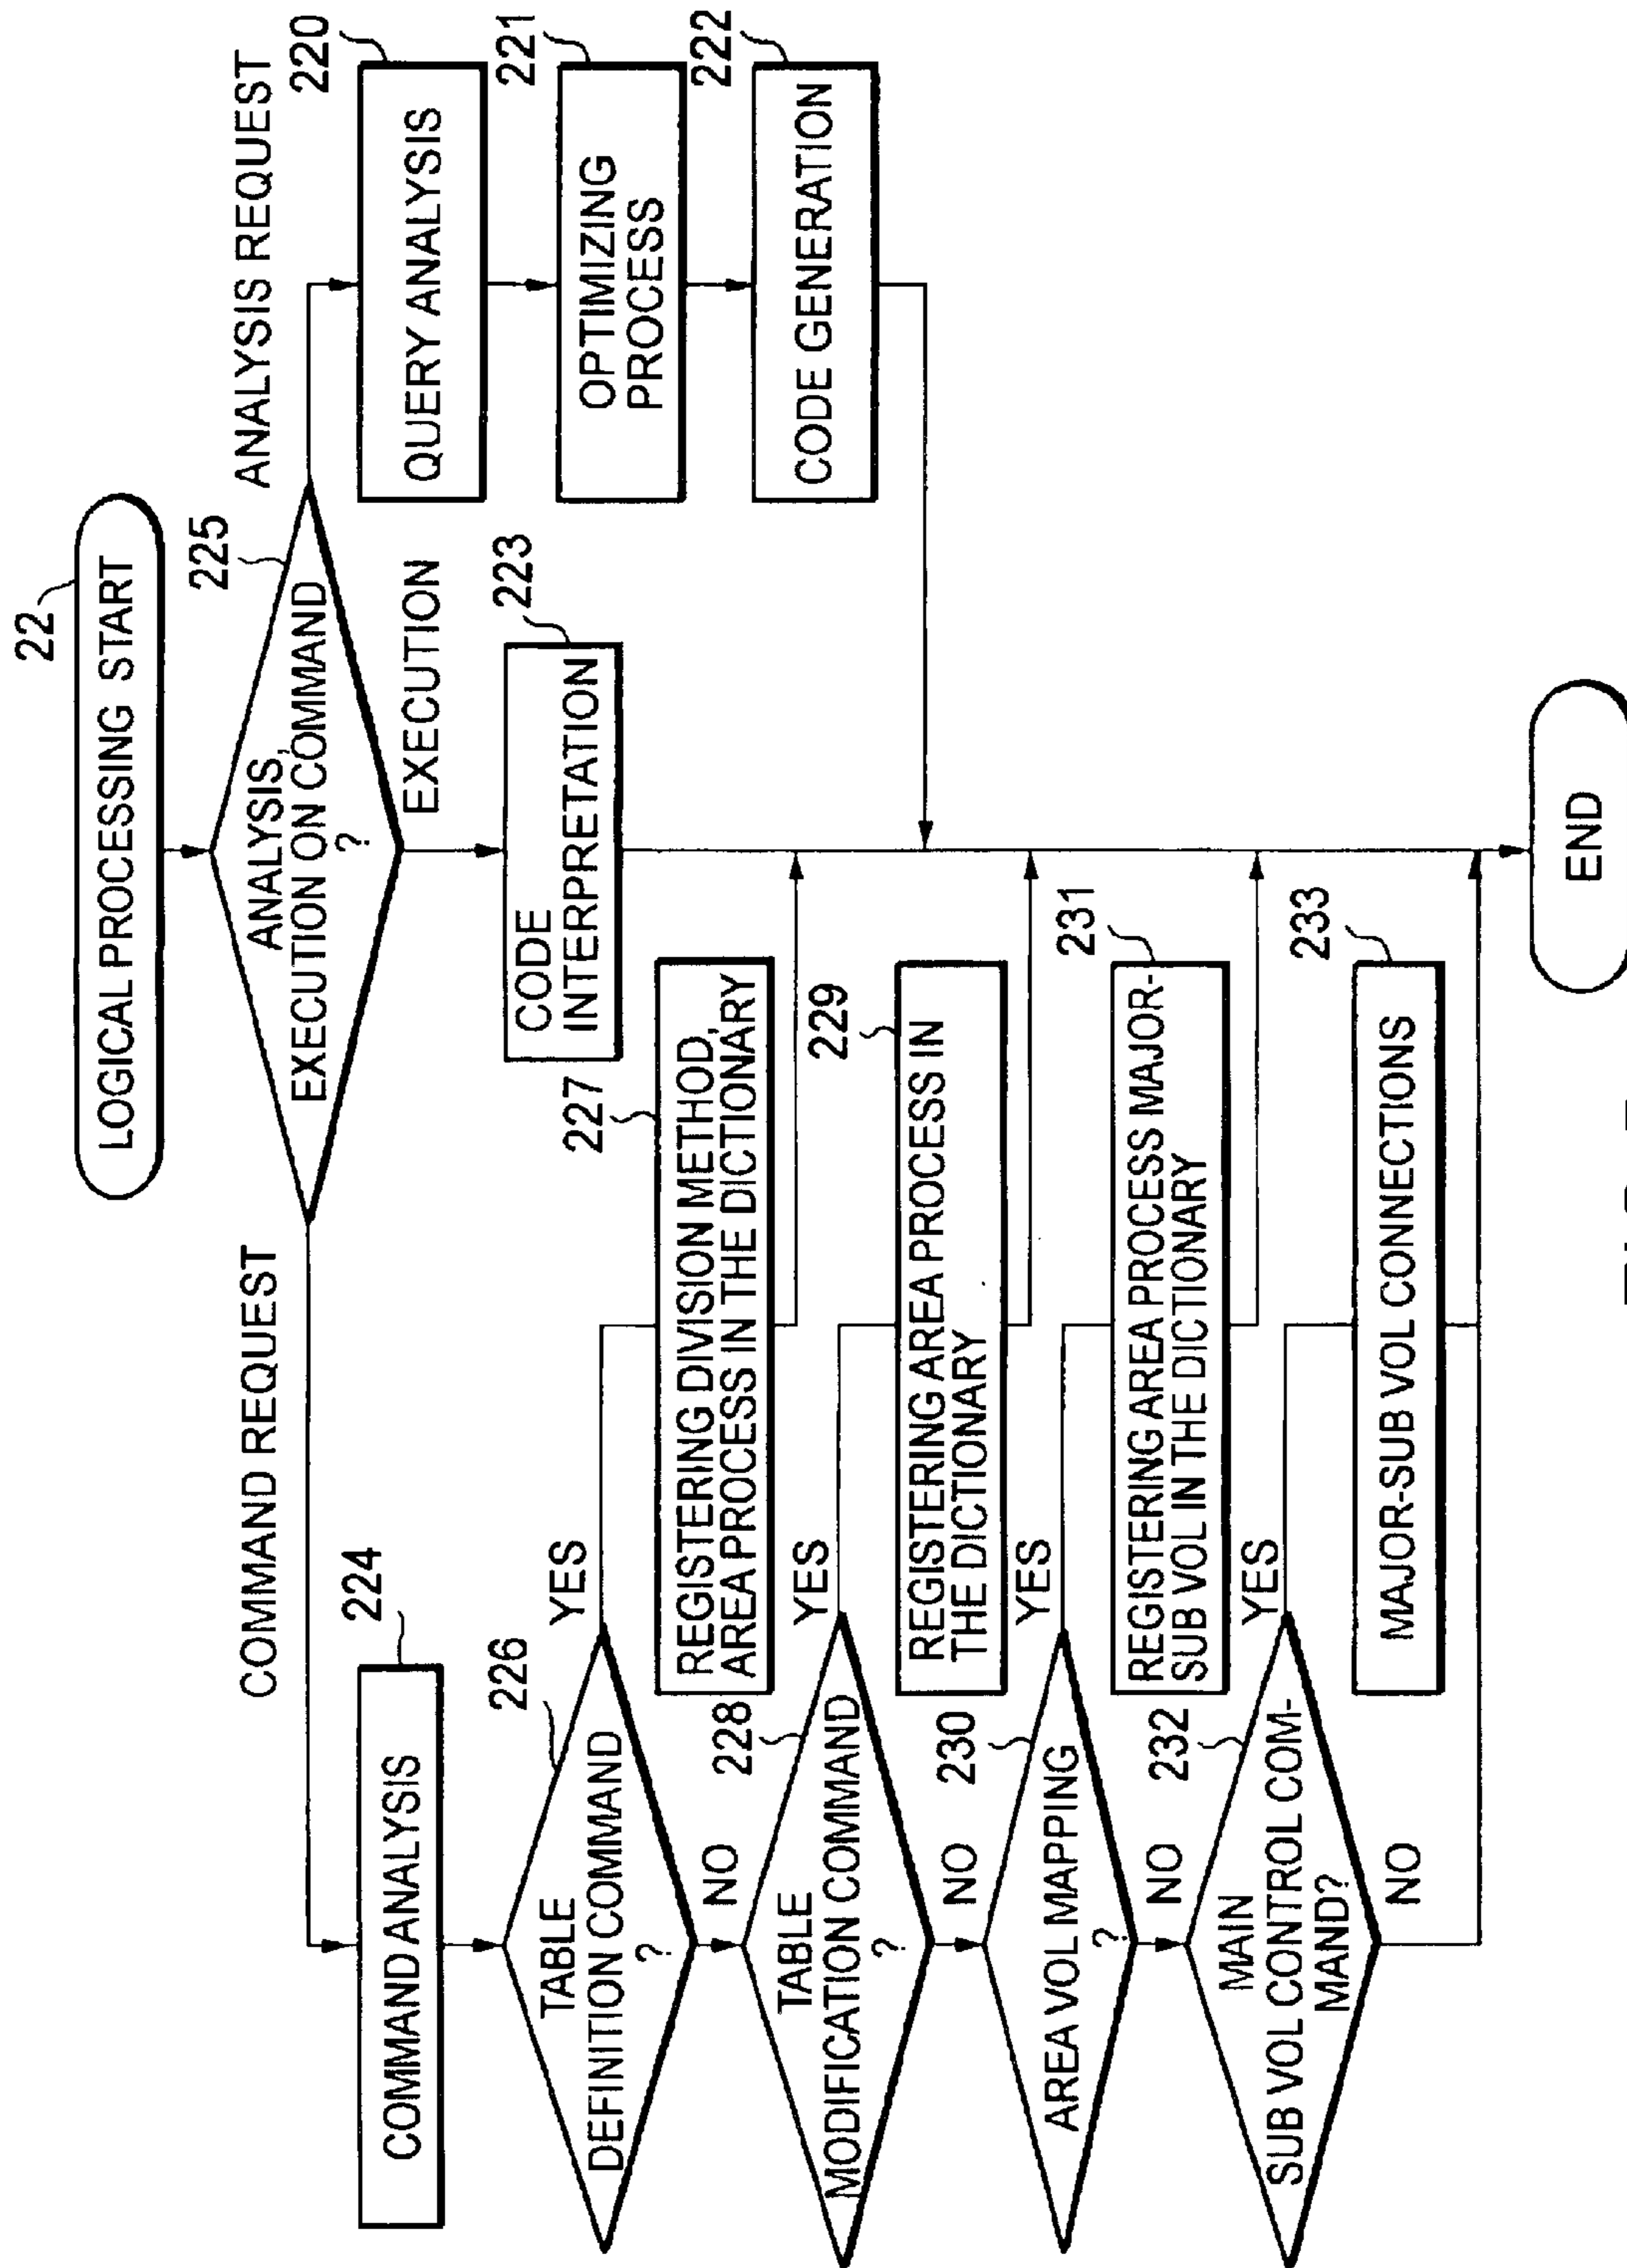 22
LOGICAL PROCESSING START
225
ANALYSIS,
EXECUTION ON COMMAND
?
COMMAND REQUEST
EXECUTION
ANALYSIS REQUEST
220
QUERY ANALYSIS
221
OPTIMIZING
PROCESS
222
CODE GENERATION
223
CODE
INTERPRETATION
224
COMMAND ANALYSIS
226
TABLE
DEFINITION COMMAND
?
YES
NO
227
REGISTERING DIVISION METHOD,
AREA PROCESS IN THE DICTIONARY
228
TABLE
MODIFICATION COMMAND
?
YES
NO
229
REGISTERING AREA PROCESS IN
THE DICTIONARY
230
AREA VOL MAPPING
?
YES
NO
231
REGISTERING AREA PROCESS MAJOR-
SUB VOL IN THE DICTIONARY
232
MAIN
SUB VOL CONTROL COM-
MAND?
YES
NO
233
MAJOR-SUB VOL CONNECTIONS
END